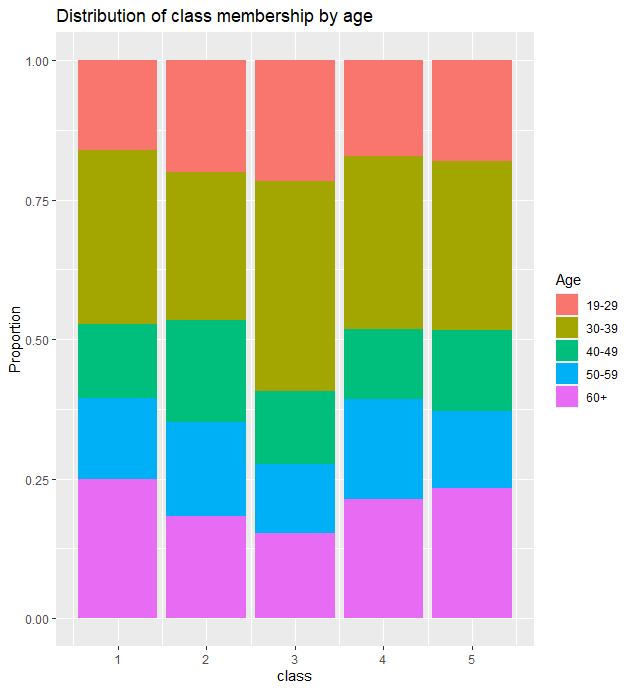 Distribution of class membership by age
1.00
0.75
0.50
0.25
0.00
Proportion
1 2 3 4 5
class
Age
19-29
30-39
40-49
50-59
60+